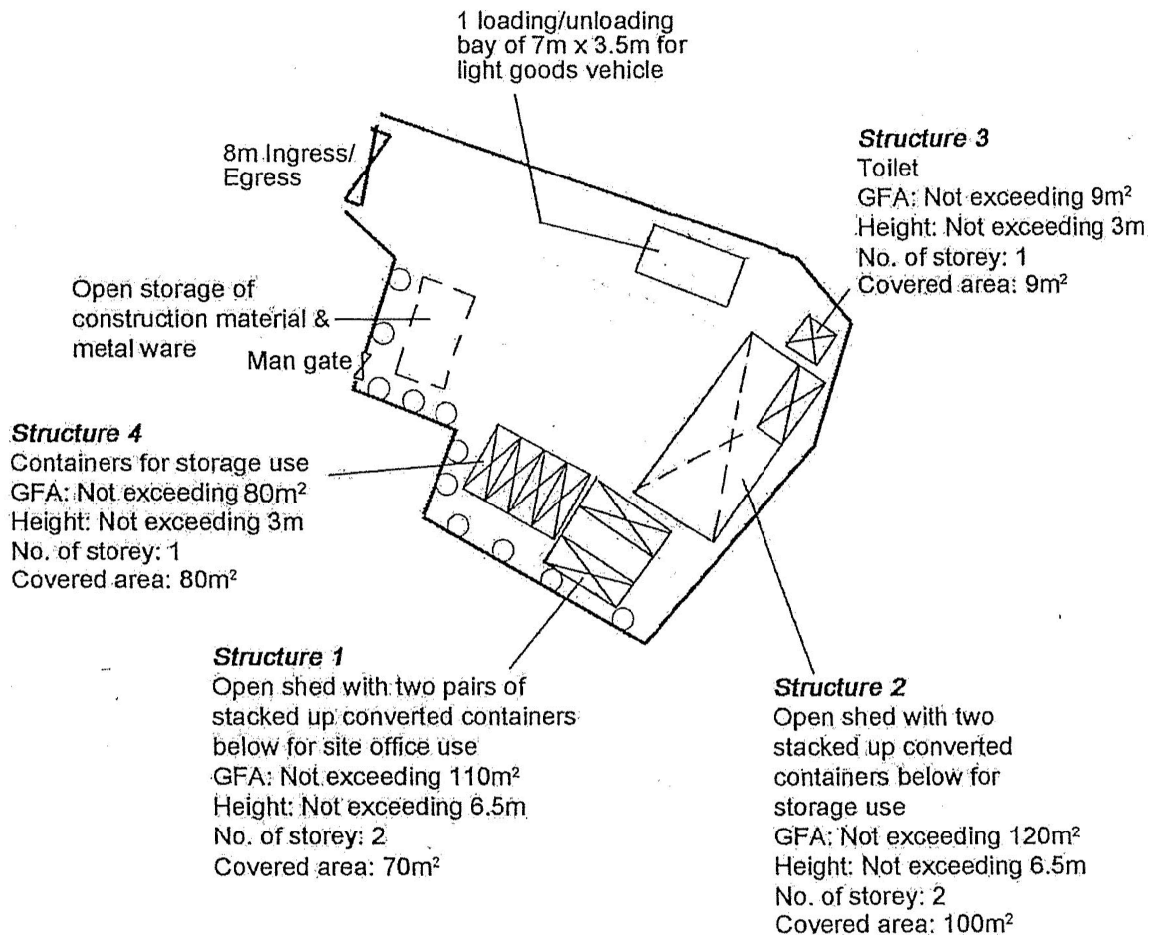 1 loading/unloading
bay of 7m x 3.5m for
light goods vehicle
8m Ingress/
Egress
Structure 3
Toilet
GFA: Not exceeding 9m²
Height: Not exceeding 3m
No. of storey: 1
Covered area: 9m²
Open storage of
construction material &
metal ware
Man gate
Structure 4
Containers for storage use
GFA: Not exceeding 80m²
Height: Not exceeding 3m
No. of storey: 1
Covered area: 80m²
Structure 1
Open shed with two pairs of
stacked up converted containers
below for site office use
GFA: Not exceeding 110m²
Height: Not exceeding 6.5m
No. of storey: 2
Covered area: 70m²
Structure 2
Open shed with two
stacked up converted
containers below for
storage use
GFA: Not exceeding 120m²
Height: Not exceeding 6.5m
No. of storey: 2
Covered area: 100m²